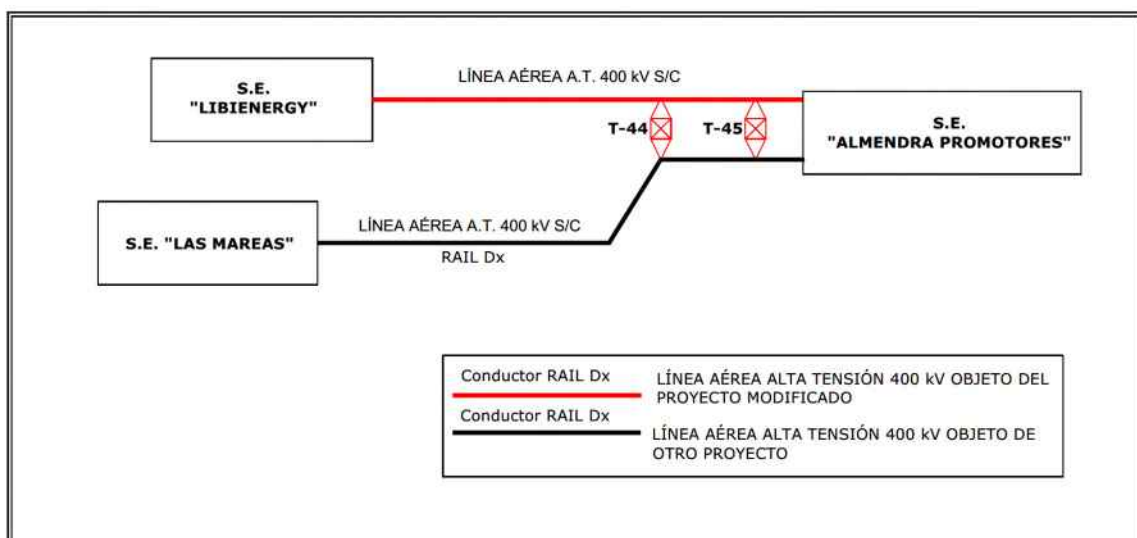 LÍNEA AÉREA A.T. 400 kV S/C
S.E.
"LIBIENERGY"
T-44
T-45
S.E.
"ALMENDRA PROMOTORES"
S.E. "LAS MAREAS"
LÍNEA AÉREA A.T. 400 kV S/C
RAIL Dx
Conductor RAIL Dx
LÍNEA AÉREA ALTA TENSIÓN 400 kV OBJETO DEL
PROYECTO MODIFICADO
Conductor RAIL Dx
LÍNEA AÉREA ALTA TENSIÓN 400 kV OBJETO DE
OTRO PROYECTO